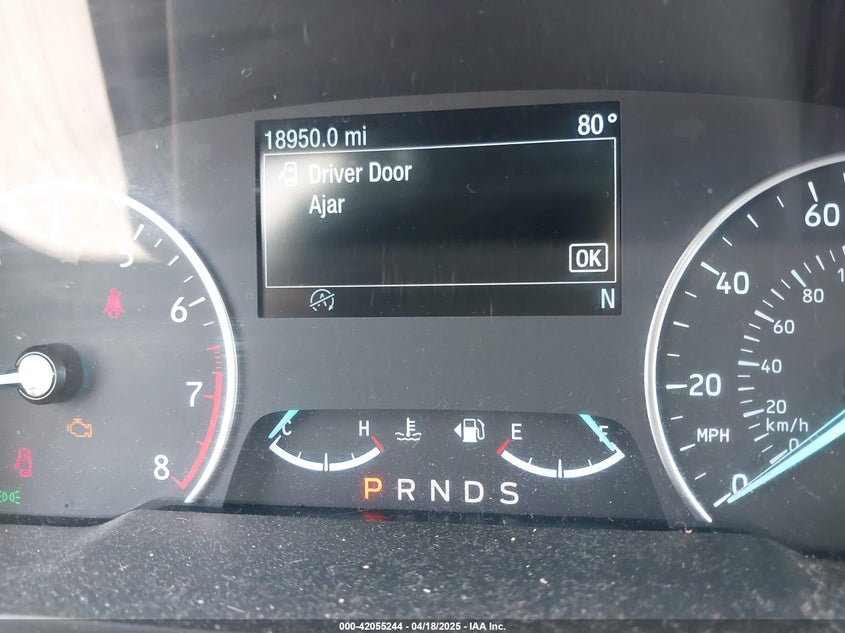 18950.0 mi 80°
Driver Door
Ajar
OK
N
5
6
7
8
C H
E F
P R N D S
60
40
20
0
MPH
80
60
40
20
0
km/h
000-42055244 - 04/18/2025 - IAA Inc.